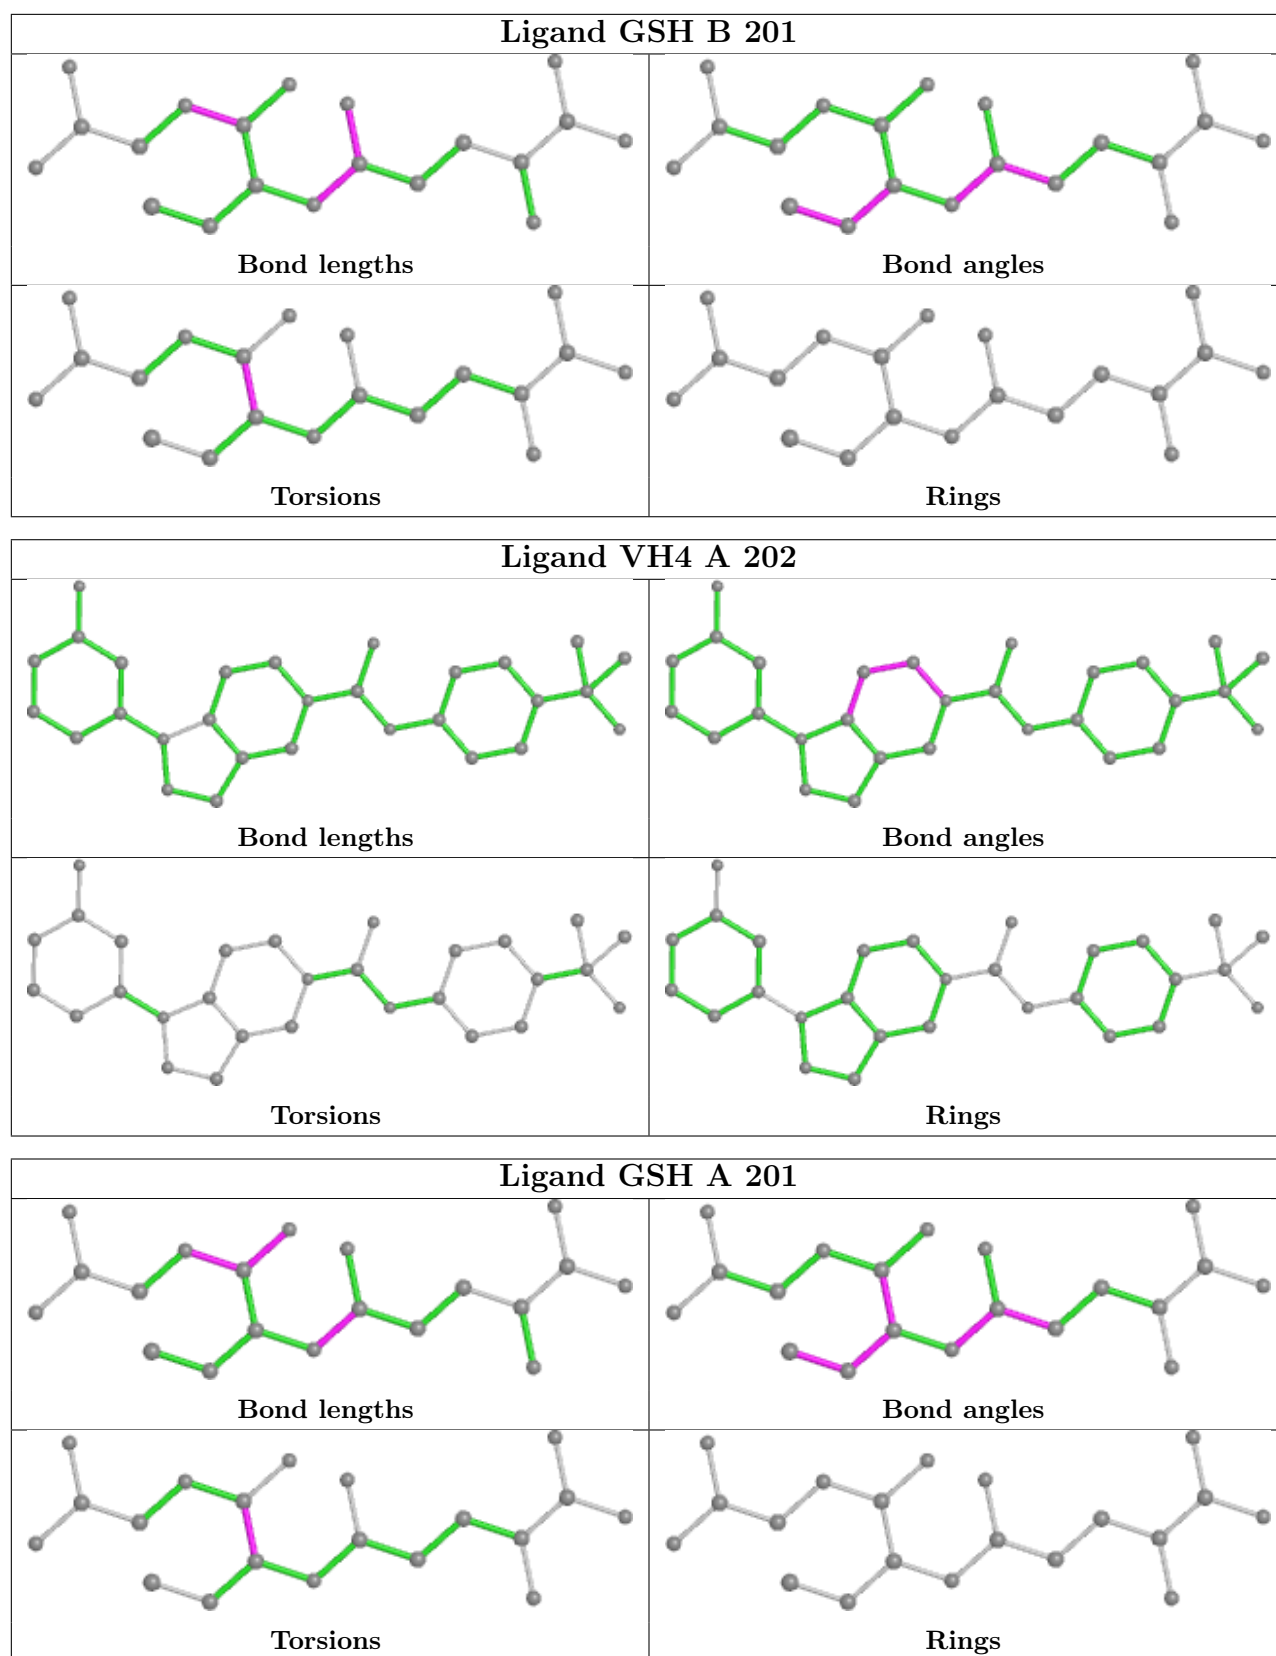 Ligand GSH B 201
Bond lengths
Bond angles
Torsions
Rings
Ligand VH4 A 202
Bond lengths
Bond angles
Torsions
Rings
Ligand GSH A 201
Bond lengths
Bond angles
Torsions
Rings